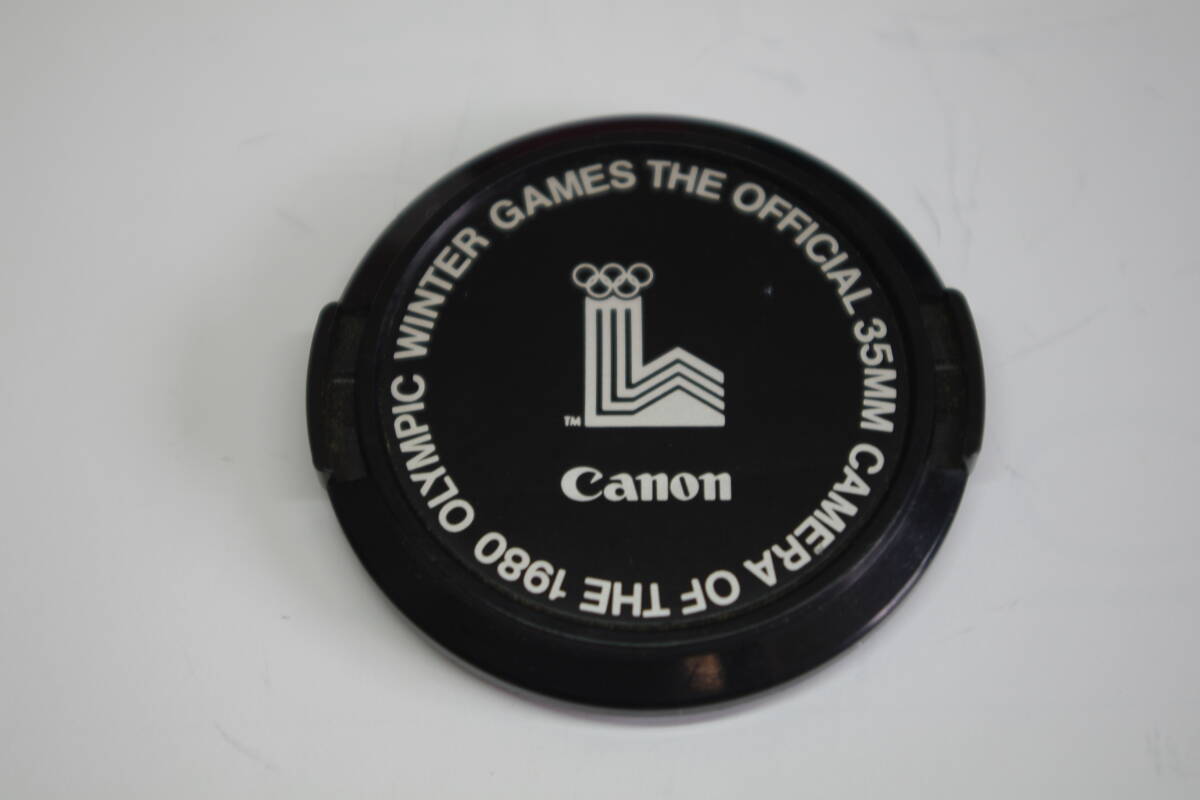 THE OFFICIAL 35MM CAMERA OF THE 1980 OLYMPIC WINTER GAMES
TM
Canon